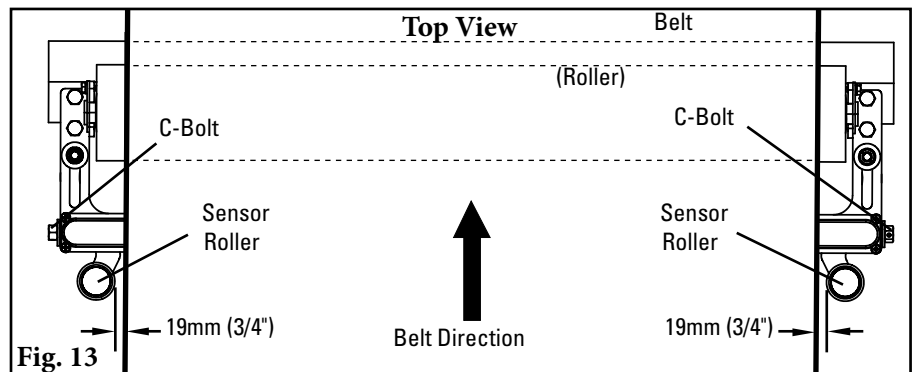 Top View
Belt
(Roller)
C-Bolt
C-Bolt
Sensor
Roller
Sensor
Roller
19mm (3/4")
Belt Direction
19mm (3/4")
Fig. 13